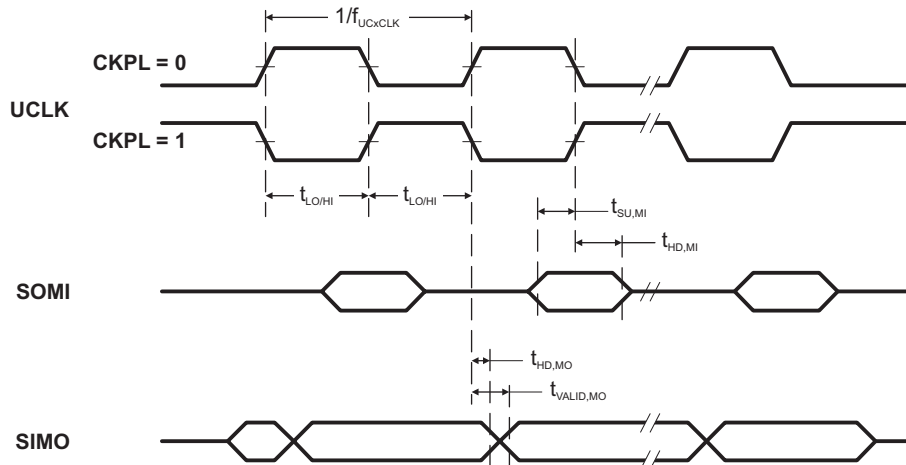 1/fUCxCLK
CKPL = 0
UCLK
CKPL = 1
tLO/HI tLO/HI
tSU,MI
tHD,MI
SOMI
tHD,MO
tVALID,MO
SIMO